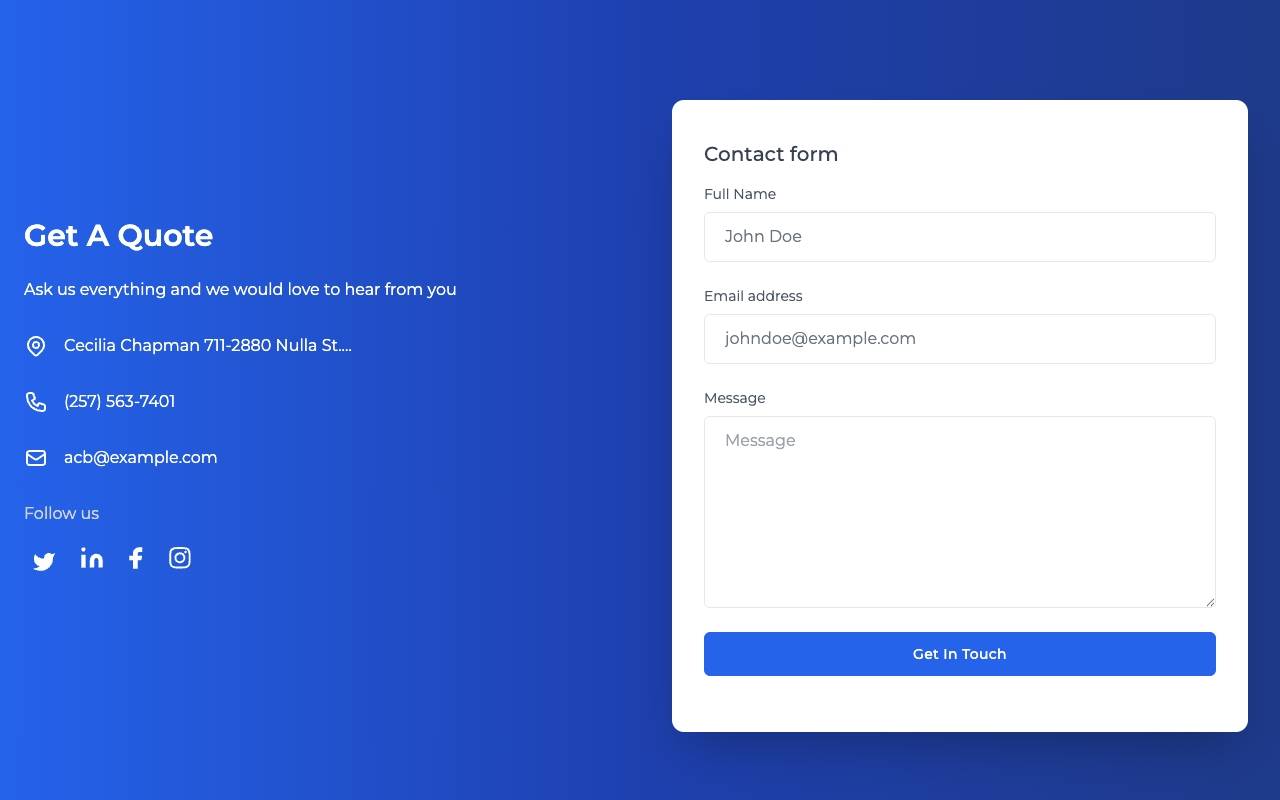 Get A Quote
Ask us everything and we would love to hear from you
Cecilia Chapman 711-2880 Nulla St....
(257) 563-7401
acb@example.com
Follow us
Contact form
Full Name
John Doe
Email address
johndoe@example.com
Message
Message
Get In Touch